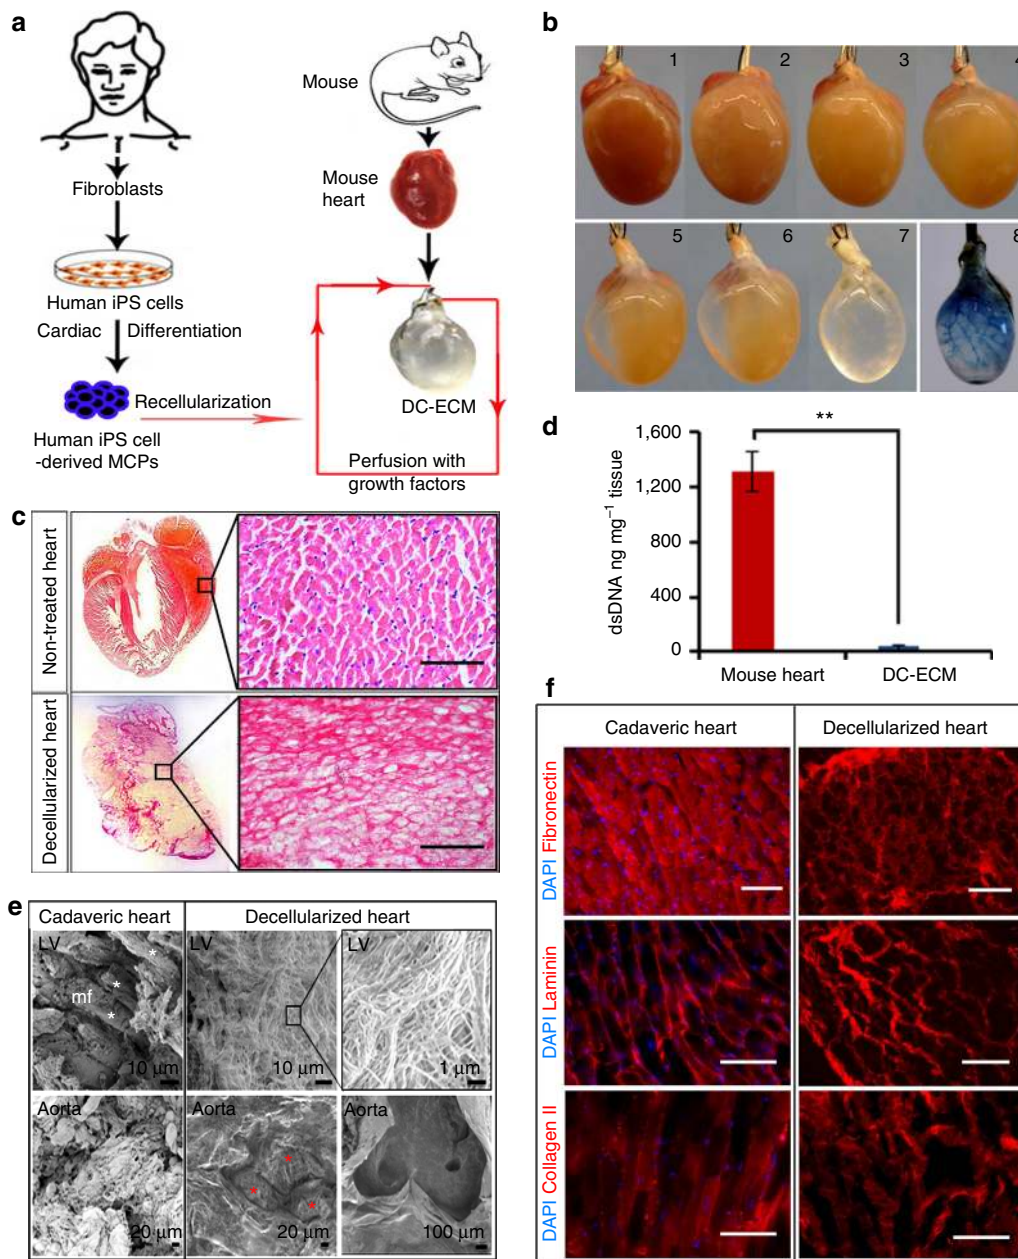 a
Mouse
Fibroblasts
Mouse
heart
Human iPS cells
Cardiac Differentiation
DC-ECM
Recellularization
Human iPS cell
-derived MCPs
Perfusion with
growth factors
b
1
2
3
4
5
6
7
8
c
Non-treated heart
Decellularized heart
d
**
dsDNA ng mg⁻¹ tissue
1,600
1,200
800
400
0
Mouse heart
DC-ECM
e
Cadaveric heart
Decellularized heart
LV
*
*
mf
*
10 µm
LV
10 µm
LV
1 µm
Aorta
20 µm
Aorta
*
*
*
20 µm
Aorta
100 µm
f
Cadaveric heart
Decellularized heart
DAPI Fibronectin
DAPI Laminin
DAPI Collagen II